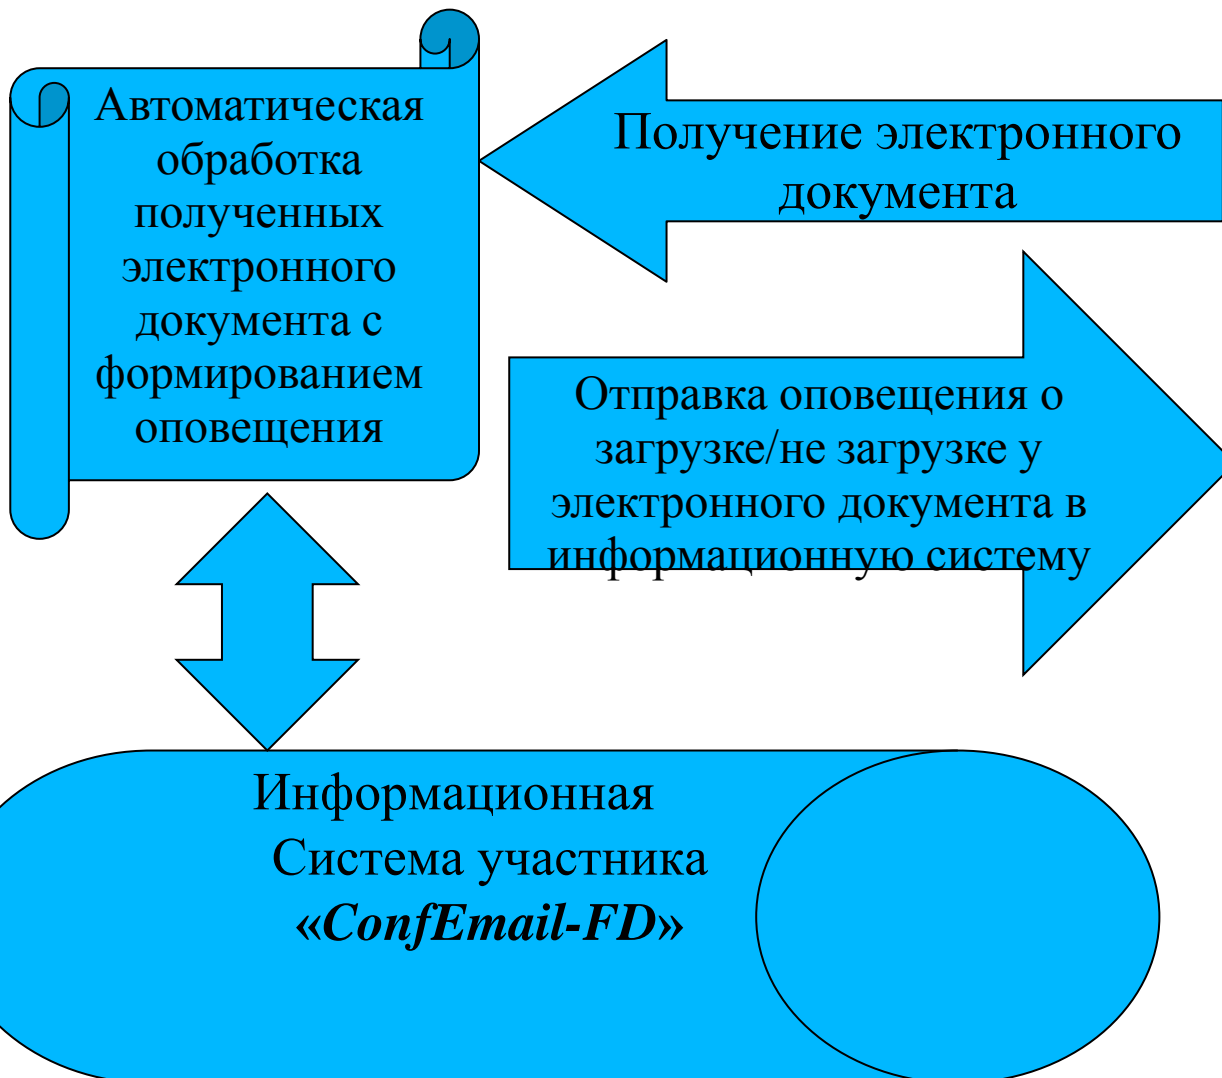 Автоматическая
обработка
полученных
электронного
документа с
формированием
оповещения
Получение электронного
документа
Отправка оповещения о
загрузке/не загрузке у
электронного документа в
информационную систему
Информационная
Система участника
«ConfEmail-FD»